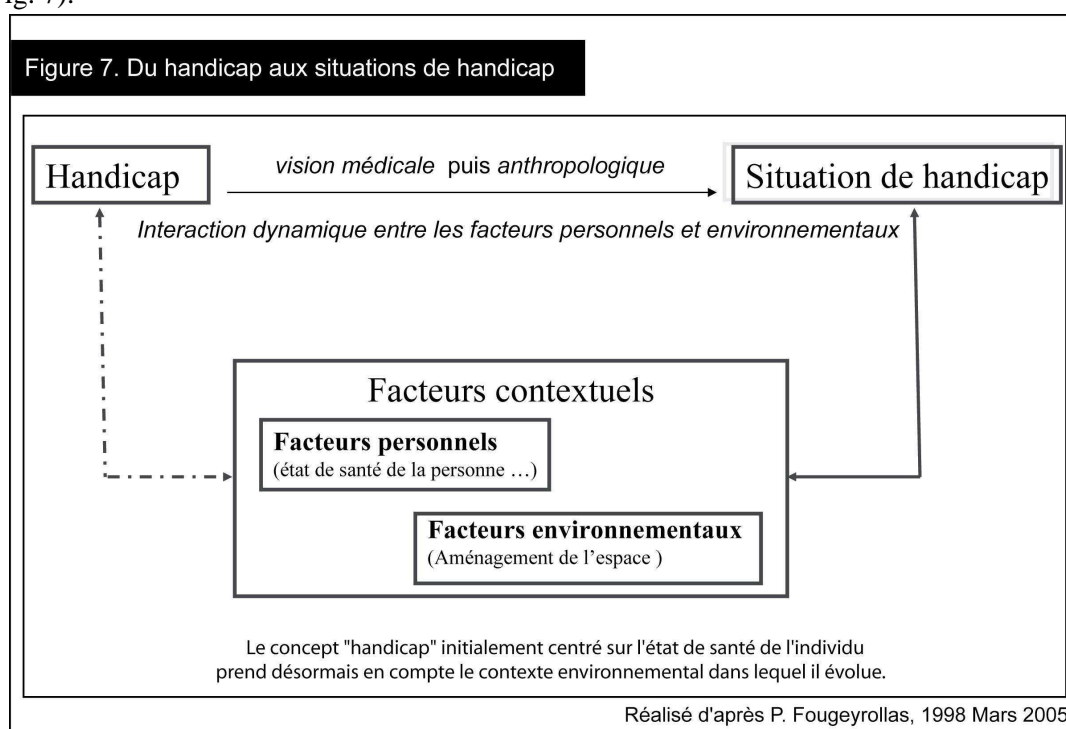 ig. 7).
Figure 7. Du handicap aux situations de handicap
Handicap
vision médicale puis anthropologique
Situation de handicap
Interaction dynamique entre les facteurs personnels et environnementaux
Facteurs contextuels
Facteurs personnels
(état de santé de la personne …)
Facteurs environnementaux
(Aménagement de l’espace )
Le concept "handicap" initialement centré sur l'état de santé de l'individu
prend désormais en compte le contexte environnemental dans lequel il évolue.
Réalisé d'après P. Fougeyrollas, 1998 Mars 2005